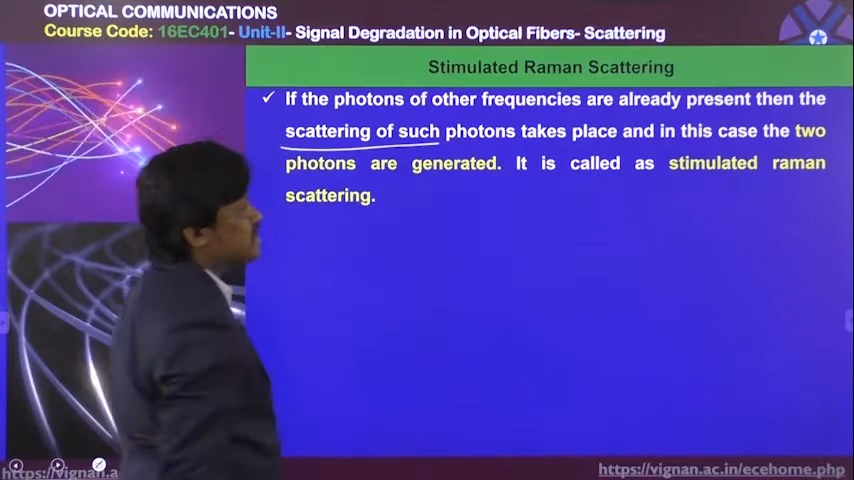 OPTICAL COMMUNICATIONS
Course Code: 16EC401- Unit-II- Signal Degradation in Optical Fibers- Scattering
Stimulated Raman Scattering
✓ If the photons of other frequencies are already present then the
scattering of such photons takes place and in this case the two
photons are generated. It is called as stimulated raman
scattering.
https://vignan.a
https://vignan.ac.in/ecehome.php